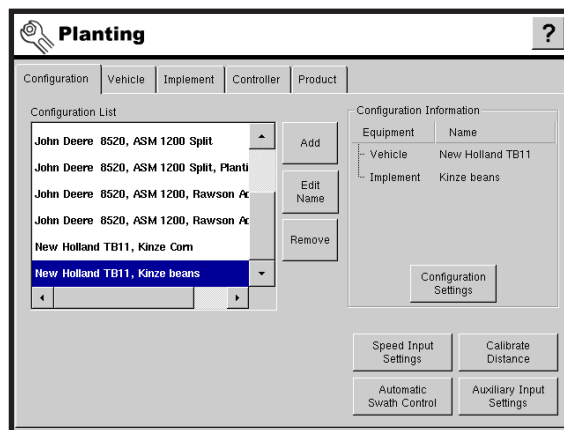 Planting
?
Configuration
Vehicle
Implement
Controller
Product
Configuration List
John Deere 8520, ASM 1200 Split
John Deere 8520, ASM 1200 Split, Planti
John Deere 8520, ASM 1200, Rawson Ac
John Deere 8520, ASM 1200, Rawson Ac
New Holland TB11, Kinze Corn
New Holland TB11, Kinze beans
Add
Edit
Name
Remove
Configuration Information
Equipment Name
Vehicle New Holland TB11
Implement Kinze beans
Configuration
Settings
Speed Input
Settings
Calibrate
Distance
Automatic
Swath Control
Auxiliary Input
Settings